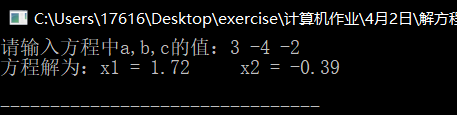 C:\Users\17616\Desktop\exercise\计算机作业\4月2日\解方程
请输入方程中a,b,c的值：3 -4 -2
方程解为：x1 = 1.72     x2 = -0.39
--------------------------------